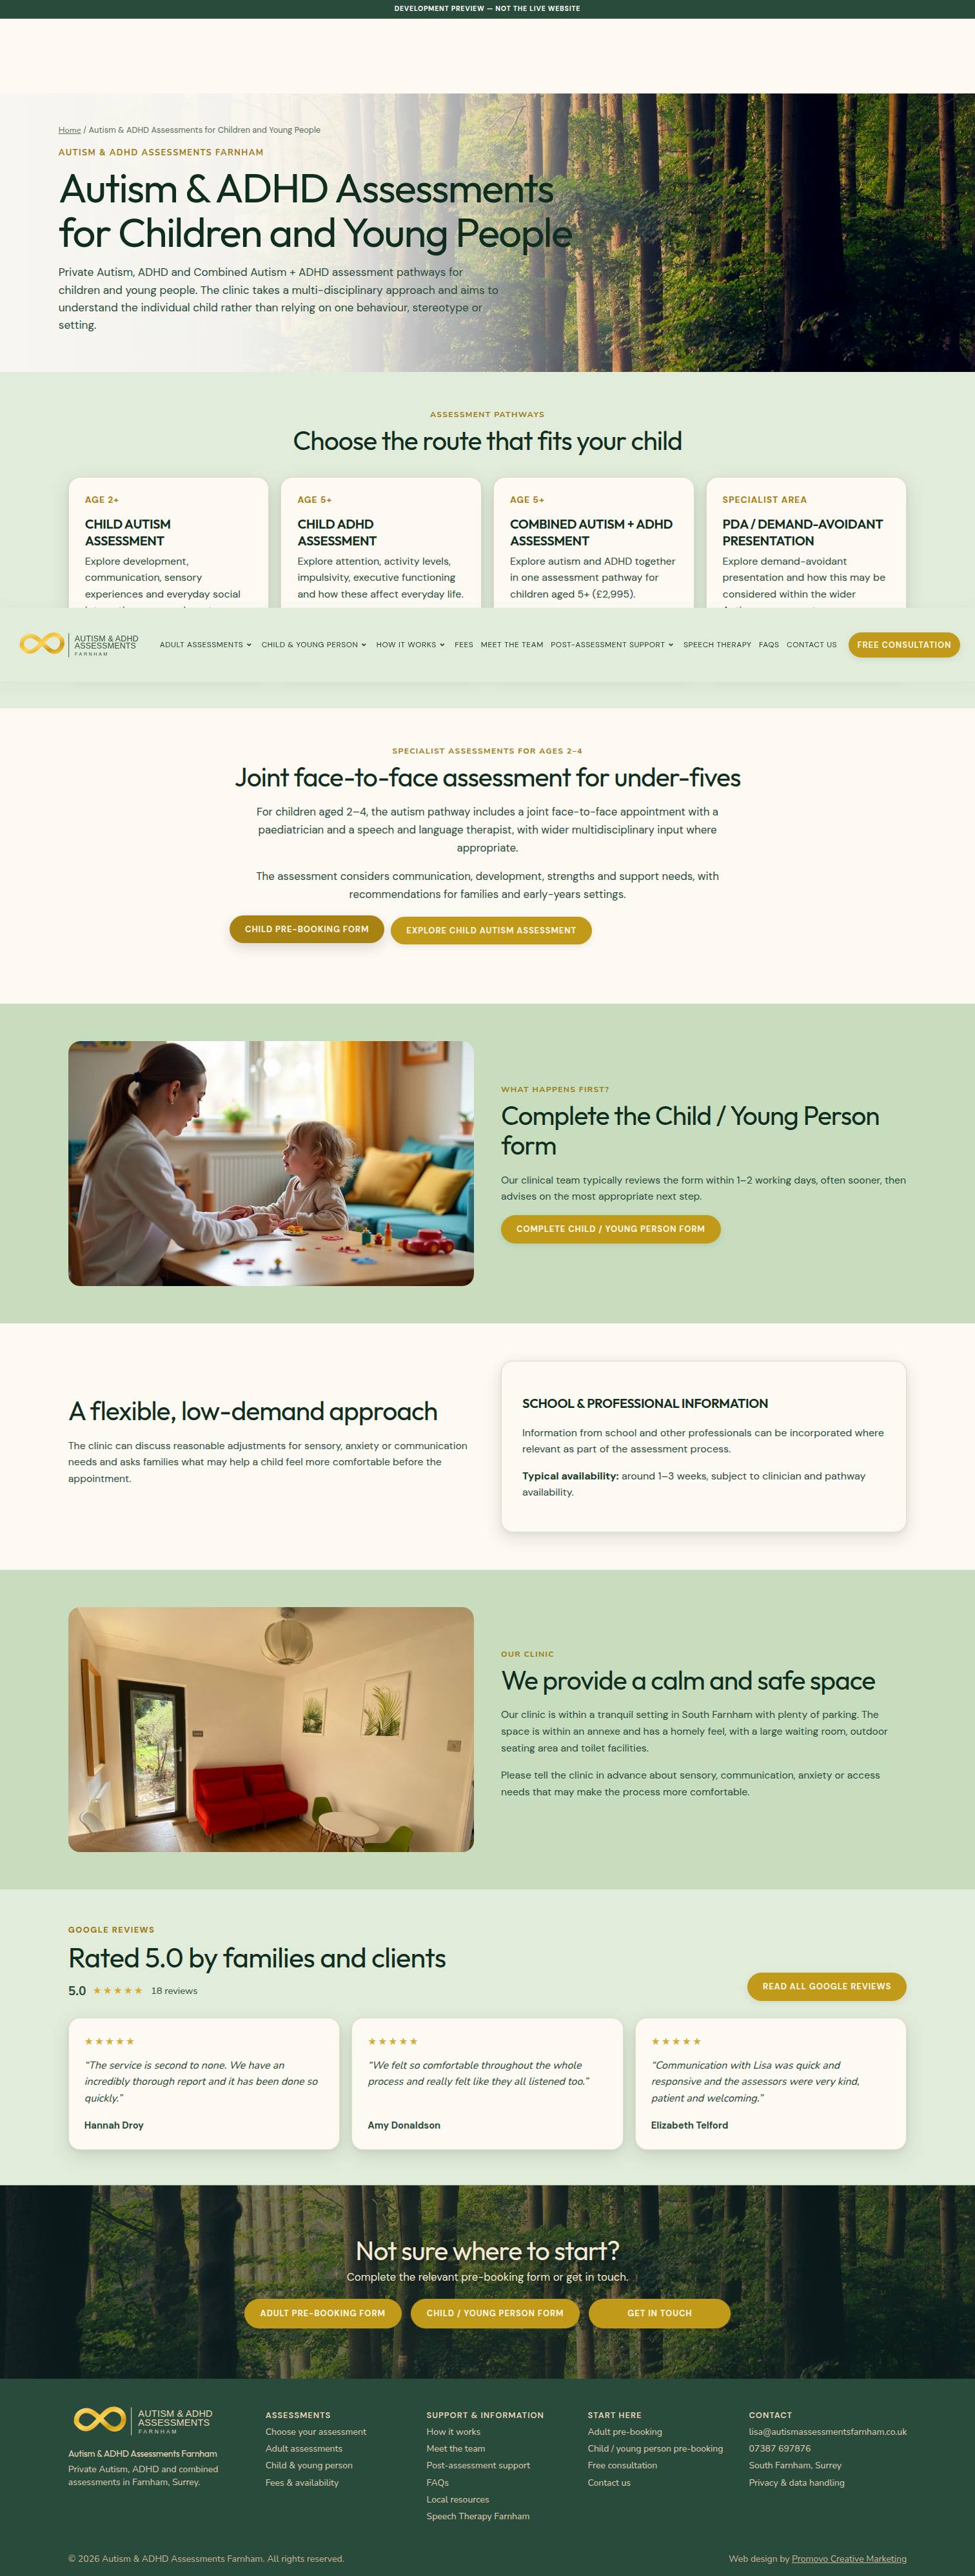 DEVELOPMENT PREVIEW — NOT THE LIVE WEBSITE
Home / Autism & ADHD Assessments for Children and Young People
AUTISM & ADHD ASSESSMENTS FARNHAM
Autism & ADHD Assessments
for Children and Young People
Private Autism, ADHD and Combined Autism + ADHD assessment pathways for
children and young people. The clinic takes a multi-disciplinary approach and aims to
understand the individual child rather than relying on one behaviour, stereotype or
setting.
ASSESSMENT PATHWAYS
Choose the route that fits your child
AGE 2+
CHILD AUTISM
ASSESSMENT
Explore development,
communication, sensory
experiences and everyday social
AGE 5+
CHILD ADHD
ASSESSMENT
Explore attention, activity levels,
impulsivity, executive functioning
and how these affect everyday life.
AGE 5+
COMBINED AUTISM + ADHD
ASSESSMENT
Explore autism and ADHD together
in one assessment pathway for
children aged 5+ (£2,995).
SPECIALIST AREA
PDA / DEMAND-AVOIDANT
PRESENTATION
Explore demand-avoidant
presentation and how this may be
considered within the wider
AUTISM & ADHD
ASSESSMENTS
FARNHAM
ADULT ASSESSMENTS CHILD & YOUNG PERSON HOW IT WORKS FEES MEET THE TEAM POST-ASSESSMENT SUPPORT SPEECH THERAPY FAQS CONTACT US FREE CONSULTATION
SPECIALIST ASSESSMENTS FOR AGES 2–4
Joint face-to-face assessment for under-fives
For children aged 2–4, the autism pathway includes a joint face-to-face appointment with a
paediatrician and a speech and language therapist, with wider multidisciplinary input where
appropriate.
The assessment considers communication, development, strengths and support needs, with
recommendations for families and early-years settings.
CHILD PRE-BOOKING FORM
EXPLORE CHILD AUTISM ASSESSMENT
WHAT HAPPENS FIRST?
Complete the Child / Young Person
form
Our clinical team typically reviews the form within 1–2 working days, often sooner, then
advises on the most appropriate next step.
COMPLETE CHILD / YOUNG PERSON FORM
A flexible, low-demand approach
The clinic can discuss reasonable adjustments for sensory, anxiety or communication
needs and asks families what may help a child feel more comfortable before the
appointment.
SCHOOL & PROFESSIONAL INFORMATION
Information from school and other professionals can be incorporated where
relevant as part of the assessment process.
Typical availability: around 1–3 weeks, subject to clinician and pathway
availability.
OUR CLINIC
We provide a calm and safe space
Our clinic is within a tranquil setting in South Farnham with plenty of parking. The
space is within an annexe and has a homely feel, with a large waiting room, outdoor
seating area and toilet facilities.
Please tell the clinic in advance about sensory, communication, anxiety or access
needs that may make the process more comfortable.
GOOGLE REVIEWS
Rated 5.0 by families and clients
5.0 ★★★★★ 18 reviews
READ ALL GOOGLE REVIEWS
★★★★★
“The service is second to none. We have an
incredibly thorough report and it has been done so
quickly.”
Hannah Droy
★★★★★
“We felt so comfortable throughout the whole
process and really felt like they all listened too.”
Amy Donaldson
★★★★★
“Communication with Lisa was quick and
responsive and the assessors were very kind,
patient and welcoming.”
Elizabeth Telford
Not sure where to start?
Complete the relevant pre-booking form or get in touch.
ADULT PRE-BOOKING FORM
CHILD / YOUNG PERSON FORM
GET IN TOUCH
AUTISM & ADHD
ASSESSMENTS
FARNHAM
Autism & ADHD Assessments Farnham
Private Autism, ADHD and combined
assessments in Farnham, Surrey.
ASSESSMENTS
Choose your assessment
Adult assessments
Child & young person
Fees & availability
SUPPORT & INFORMATION
How it works
Meet the team
Post-assessment support
FAQs
Local resources
Speech Therapy Farnham
START HERE
Adult pre-booking
Child / young person pre-booking
Free consultation
Contact us
CONTACT
lisa@autismassessmentsfarnham.co.uk
07387 697876
South Farnham, Surrey
Privacy & data handling
© 2026 Autism & ADHD Assessments Farnham. All rights reserved.
Web design by Promovo Creative Marketing